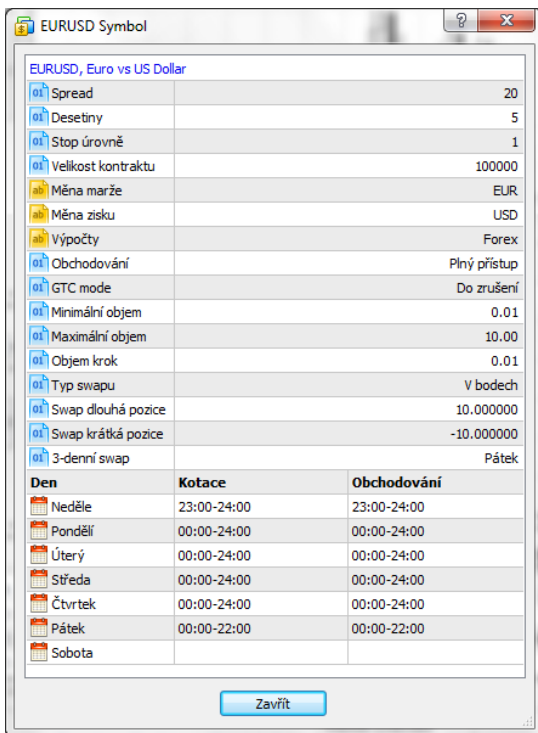 EURUSD Symbol
EURUSD, Euro vs US Dollar
Spread 20
Desetiny 5
Stop úrovně 1
Velikost kontraktu 100000
Měna marže EUR
Měna zisku USD
Výpočty Forex
Obchodování Plný přístup
GTC mode Do zrušení
Minimální objem 0.01
Maximální objem 10.00
Objem krok 0.01
Typ swapu V bodech
Swap dlouhá pozice 10.000000
Swap krátká pozice -10.000000
3-denní swap Pátek
Den Kotace Obchodování
Neděle 23:00-24:00 23:00-24:00
Pondělí 00:00-24:00 00:00-24:00
Úterý 00:00-24:00 00:00-24:00
Středa 00:00-24:00 00:00-24:00
Čtvrtek 00:00-24:00 00:00-24:00
Pátek 00:00-22:00 00:00-22:00
Sobota
Zavřít